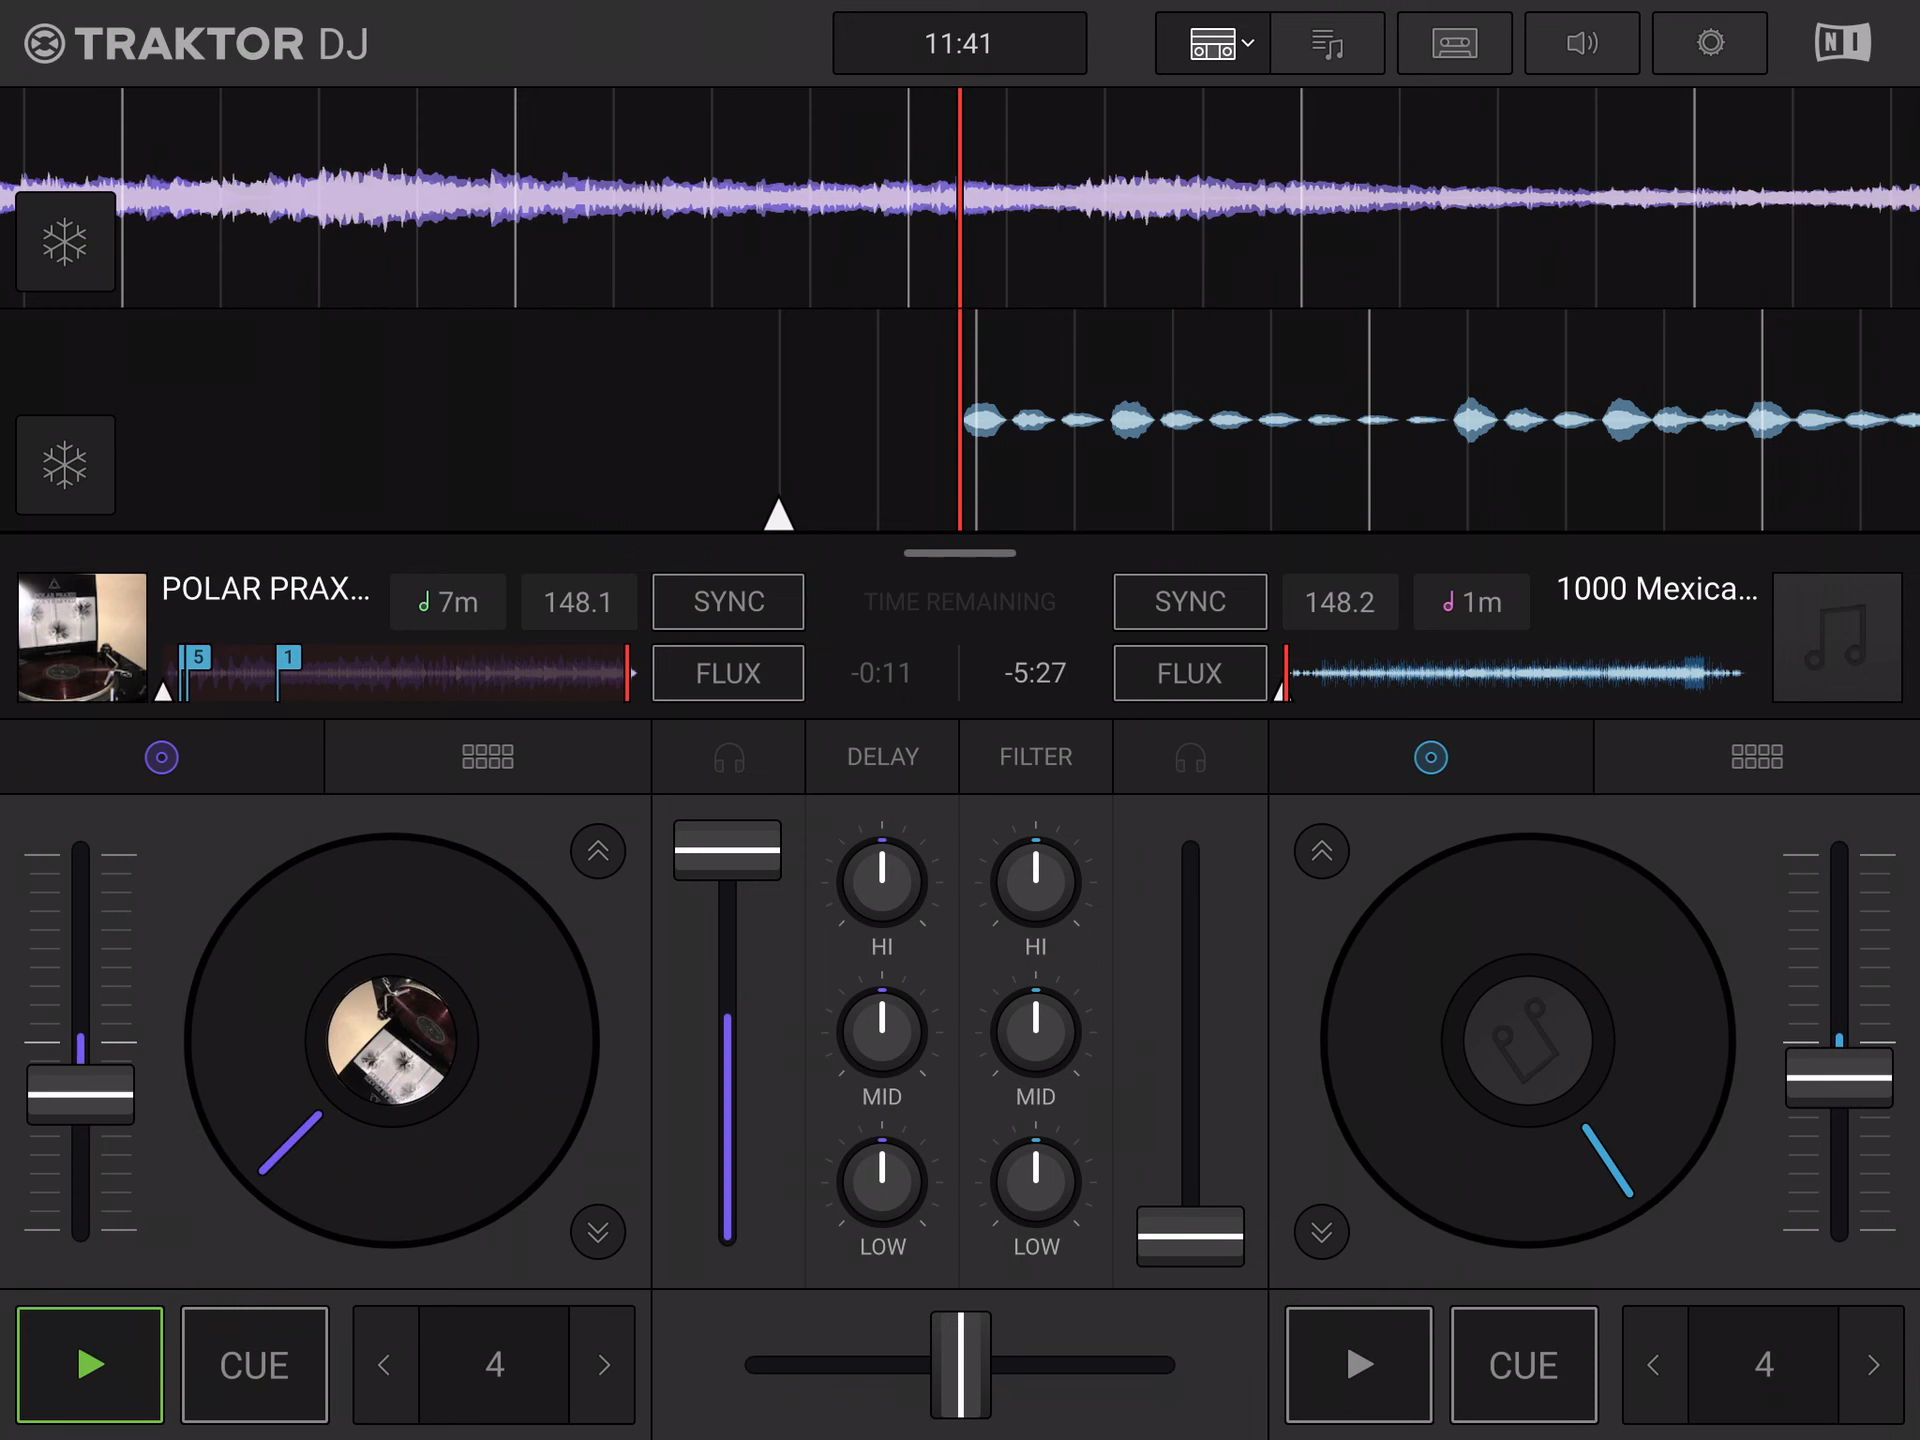 TRAKTOR DJ
11:41
NI
POLAR PRAX...
7m
148.1
SYNC
TIME REMAINING
SYNC
148.2
1m
1000 Mexica...
5
1
FLUX
-0:11
-5:27
FLUX
DELAY
FILTER
HI
HI
MID
MID
LOW
LOW
CUE
4
CUE
4